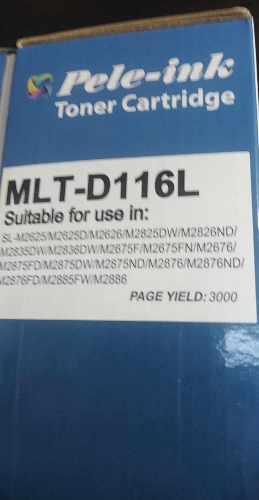 Pele-ink
Toner Cartridge
MLT-D116L
Suitable for use in:
SL-M2625/M2625D/M2626/M2825DW/M2826ND/
M2835DW/M2836DW/M2675F/M2675FN/M2676/
M2875FD/M2875DW/M2875ND/M2876/M2876ND/
M2876FD/M2885FW/M2886
PAGE YIELD: 3000